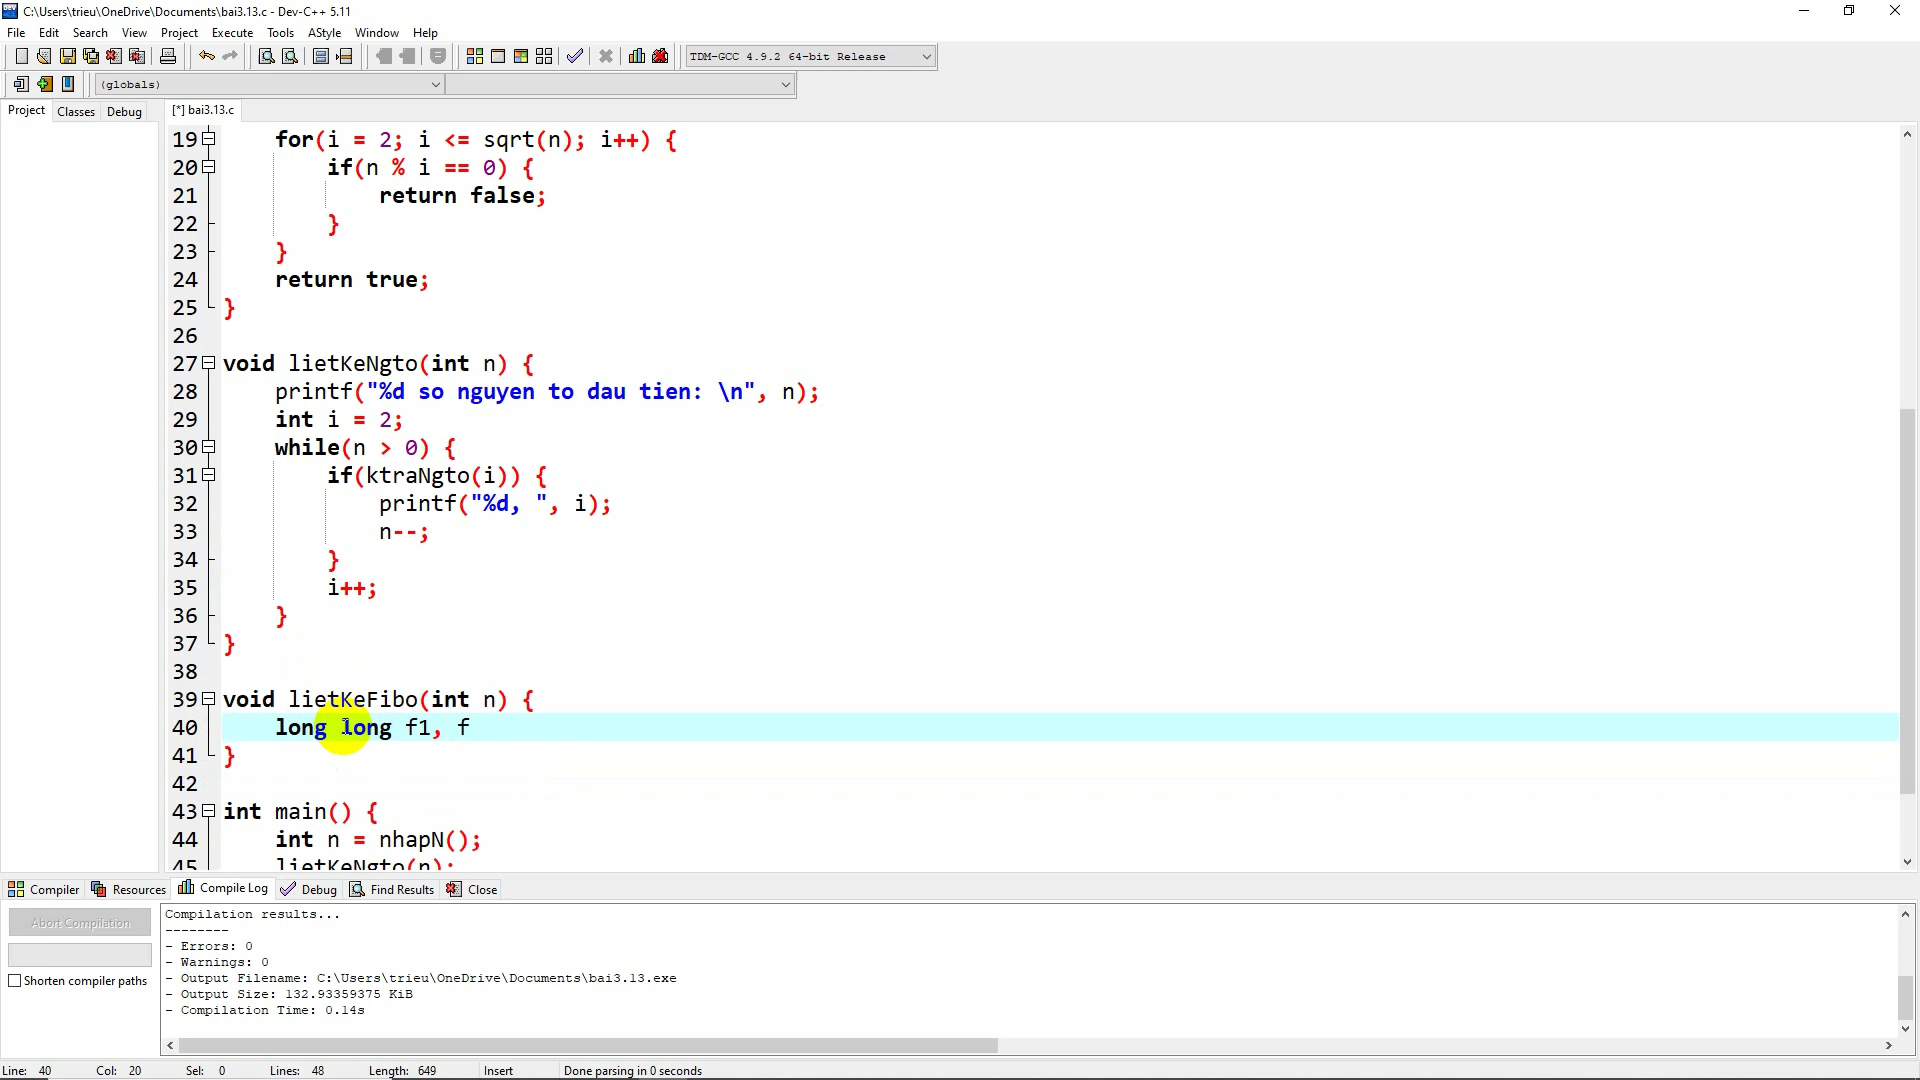 C:\Users\trieu\OneDrive\Documents\bai3.13.c - Dev-C++ 5.11
File Edit Search View Project Execute Tools AStyle Window Help
TDM-GCC 4.9.2 64-bit Release
(globals)
Project Classes Debug [*] bai3.13.c
19 for(i = 2; i <= sqrt(n); i++) {
20 if(n % i == 0) {
21 return false;
22 }
23 }
24 return true;
25 }
26
27 void lietKeNgto(int n) {
28 printf("%d so nguyen to dau tien: \n", n);
29 int i = 2;
30 while(n > 0) {
31 if(ktraNgto(i)) {
32 printf("%d, ", i);
33 n--;
34 }
35 i++;
36 }
37 }
38
39 void lietKeFibo(int n) {
40 long long f1, f
41 }
42
43 int main() {
44 int n = nhapN();
45 lietKeNgto(n);
Compiler Resources Compile Log Debug Find Results Close
Abort Compilation
Shorten compiler paths
Compilation results...
--------
- Errors: 0
- Warnings: 0
- Output Filename: C:\Users\trieu\OneDrive\Documents\bai3.13.exe
- Output Size: 132.93359375 KiB
- Compilation Time: 0.14s
Line: 40 Col: 20 Sel: 0 Lines: 48 Length: 649 Insert Done parsing in 0 seconds